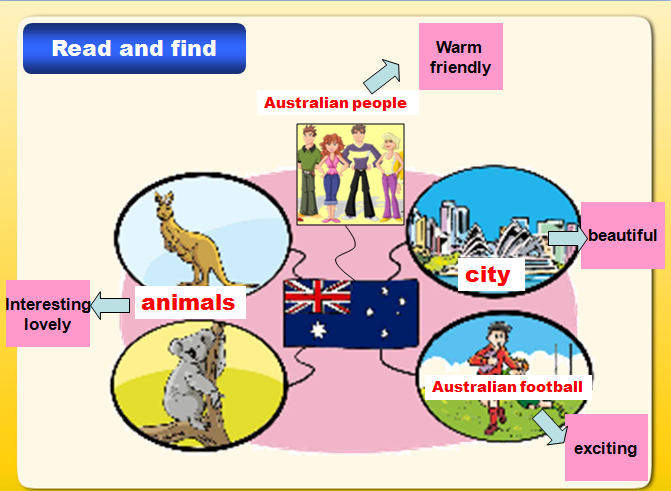 Read and find
Warm
friendly
Australian people
beautiful
city
Interesting
lovely
animals
Australian football
exciting